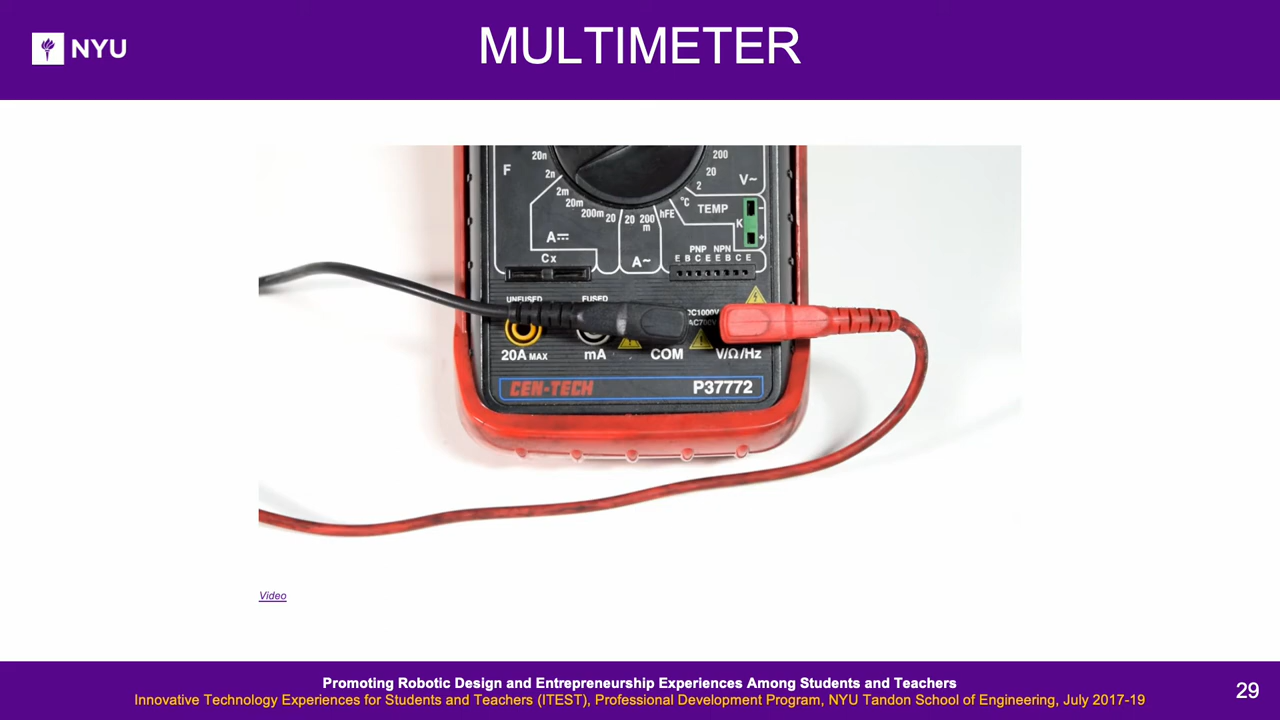 NYU
MULTIMETER
F
20n
2n
2m
20m
200m
20
20
200
m
hFE
°C
TEMP
2
20
200
V~
K
−
+
A⎓
Cx
A~
PNP NPN
E B C E E B C E
UNFUSED
FUSED
20A MAX
mA
COM
V/Ω/Hz
CEN-TECH
P37772
Video
Promoting Robotic Design and Entrepreneurship Experiences Among Students and Teachers
Innovative Technology Experiences for Students and Teachers (ITEST), Professional Development Program, NYU Tandon School of Engineering, July 2017-19
29